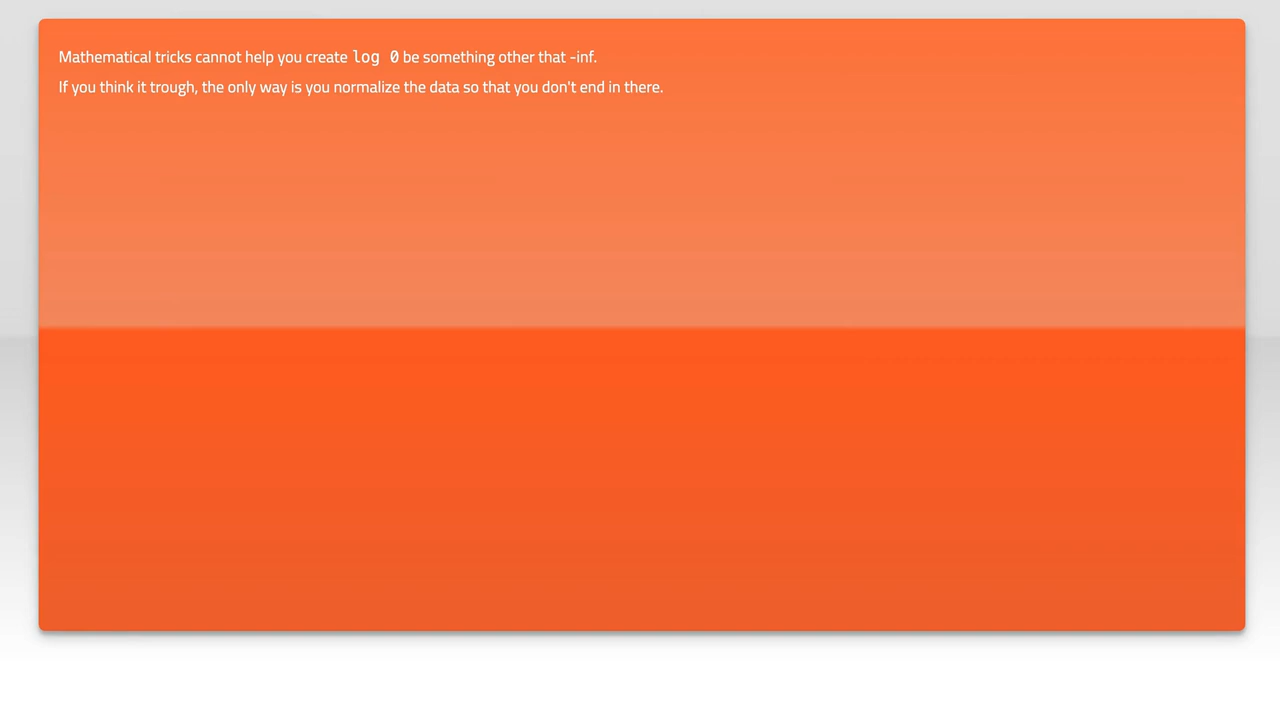 Mathematical tricks cannot help you create log 0 be something other that -inf.
If you think it trough, the only way is you normalize the data so that you don't end in there.